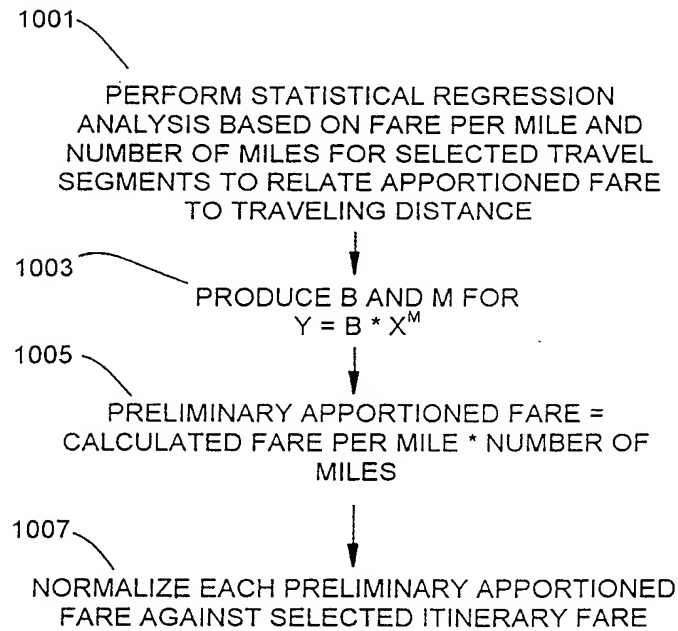 1001
PERFORM STATISTICAL REGRESSION
ANALYSIS BASED ON FARE PER MILE AND
NUMBER OF MILES FOR SELECTED TRAVEL
SEGMENTS TO RELATE APPORTIONED FARE
TO TRAVELING DISTANCE
1003
PRODUCE B AND M FOR
Y = B * X^M
1005
PRELIMINARY APPORTIONED FARE =
CALCULATED FARE PER MILE * NUMBER OF
MILES
1007
NORMALIZE EACH PRELIMINARY APPORTIONED
FARE AGAINST SELECTED ITINERARY FARE